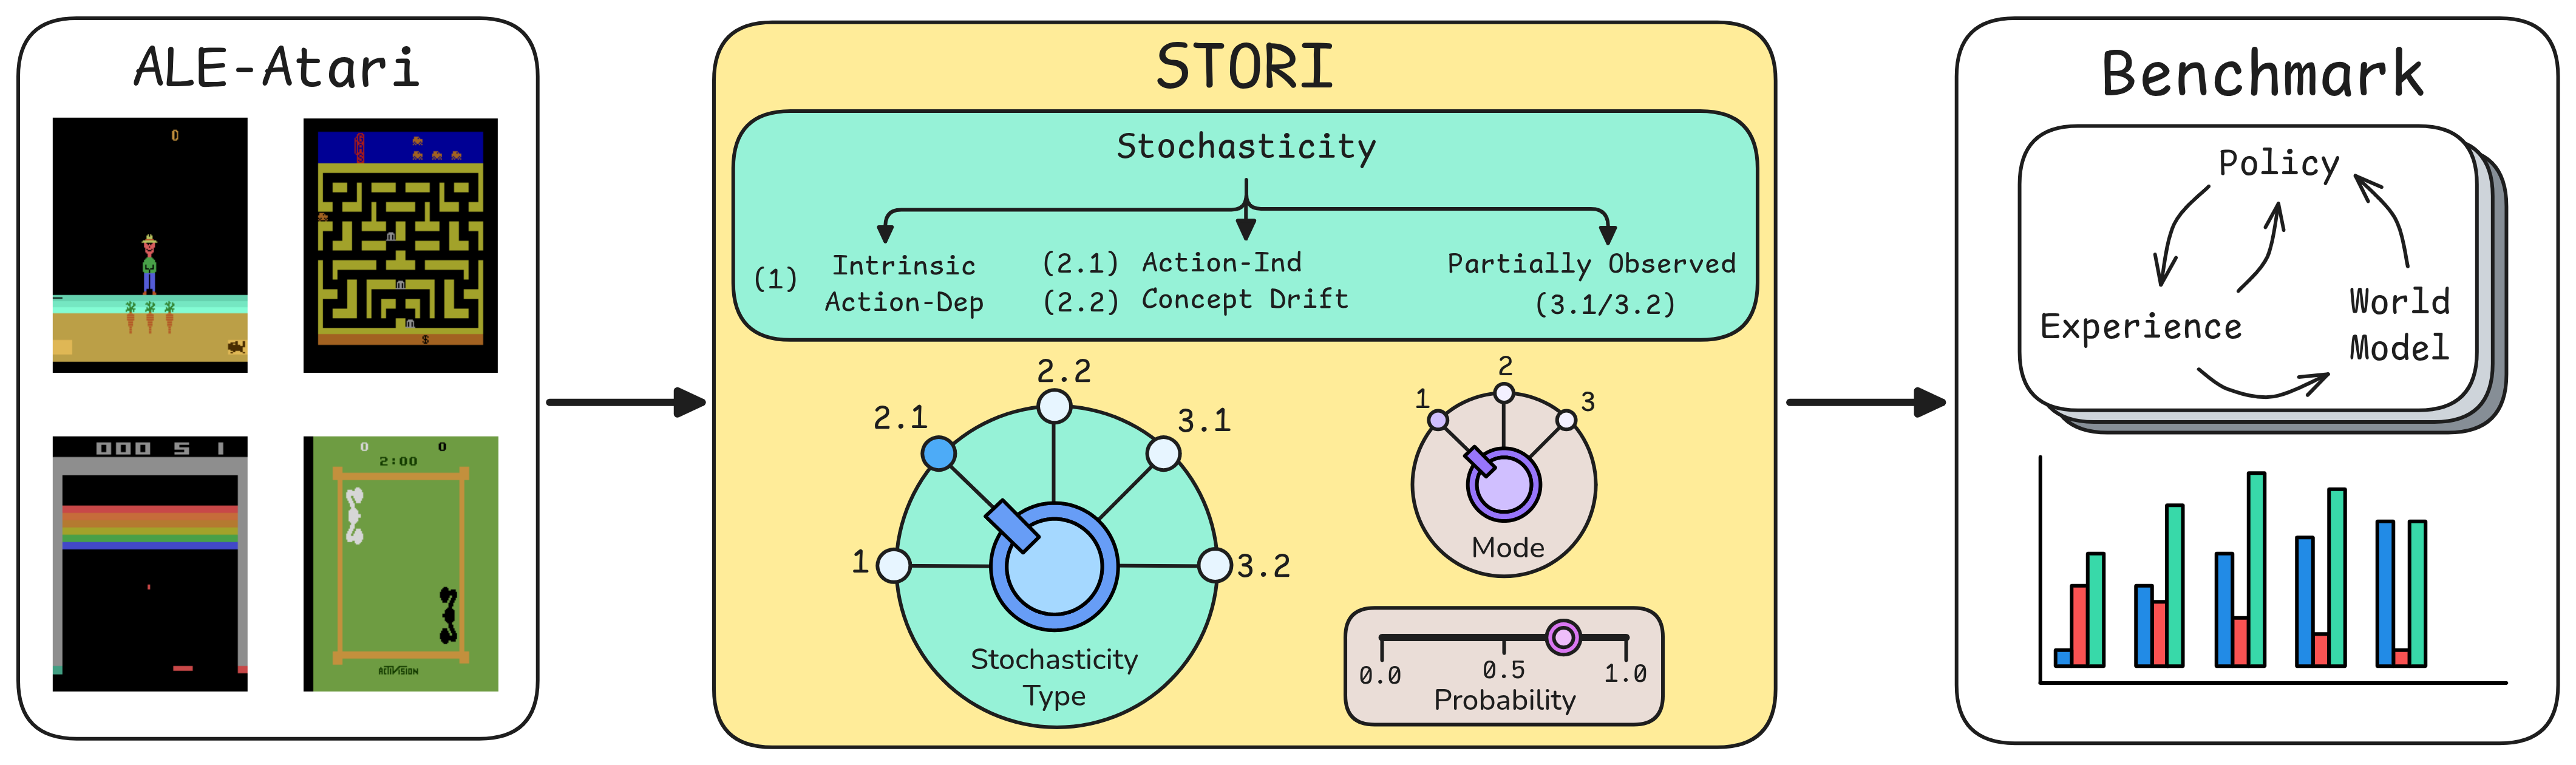 ALE-Atari
0
$
000 5 1
0 0
2:00
ACTIVISION
STORI
Stochasticity
(1) Intrinsic
Action-Dep
(2.1) Action-Ind
(2.2) Concept Drift
Partially Observed
(3.1/3.2)
1
2.1
2.2
3.1
3.2
Stochasticity
Type
1
2
3
Mode
0.0 0.5 1.0
Probability
Benchmark
Policy
Experience
World
Model